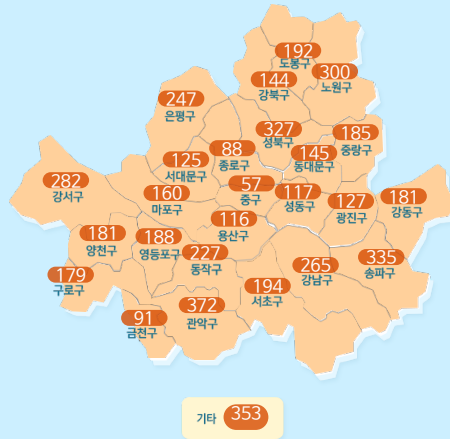 192
도봉구
300
노원구
144
강북구
247
은평구
327
성북구
185
중랑구
88
종로구
145
동대문구
125
서대문구
282
강서구
160
마포구
57
중구
117
성동구
127
광진구
181
강동구
116
용산구
181
양천구
188
영등포구
227
동작구
335
송파구
265
강남구
179
구로구
194
서초구
372
관악구
91
금천구
기타 353